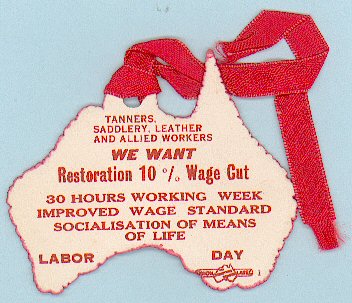 TANNERS,
SADDLERY, LEATHER
AND ALLIED WORKERS
WE WANT
Restoration 10 % Wage Cut
30 HOURS WORKING WEEK
IMPROVED WAGE STANDARD
SOCIALISATION OF MEANS
OF LIFE
LABOR DAY